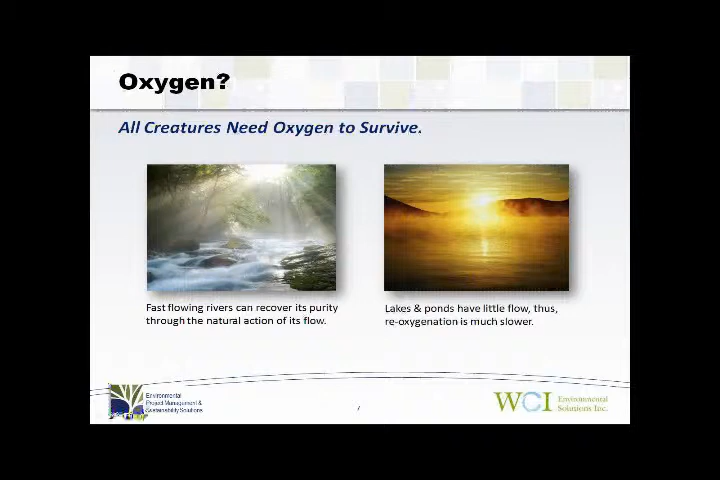 Oxygen?
All Creatures Need Oxygen to Survive.
Fast flowing rivers can recover its purity
through the natural action of its flow.
Lakes & ponds have little flow, thus,
re-oxygenation is much slower.
Environmental
Project Management &
Sustainability Solutions
7
WCI Environmental
Solutions Inc.